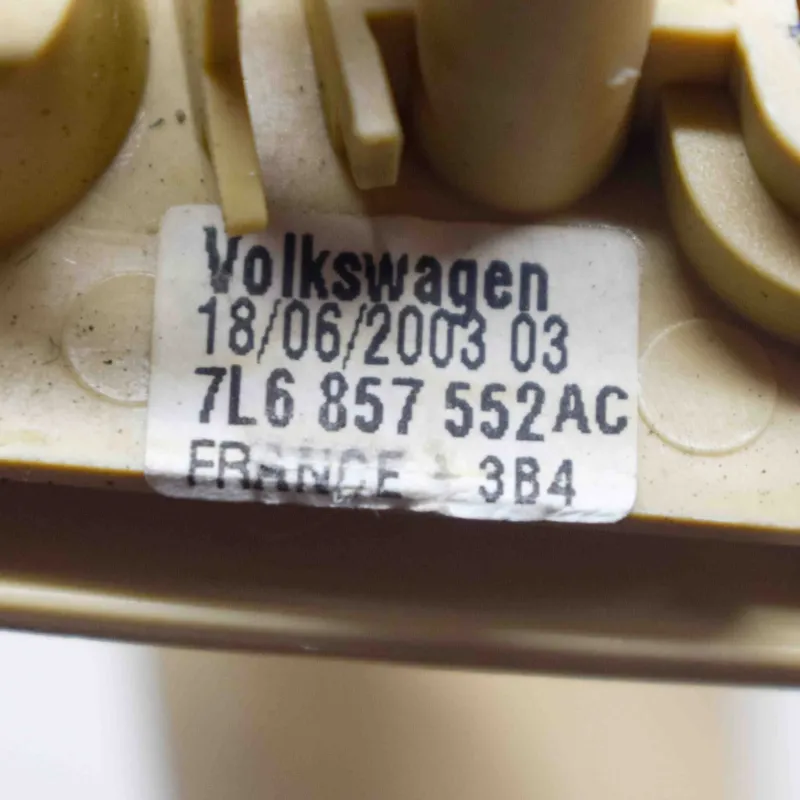 Volkswagen
18/06/2003 03
7L6 857 552AC
FRANCE - 3B4